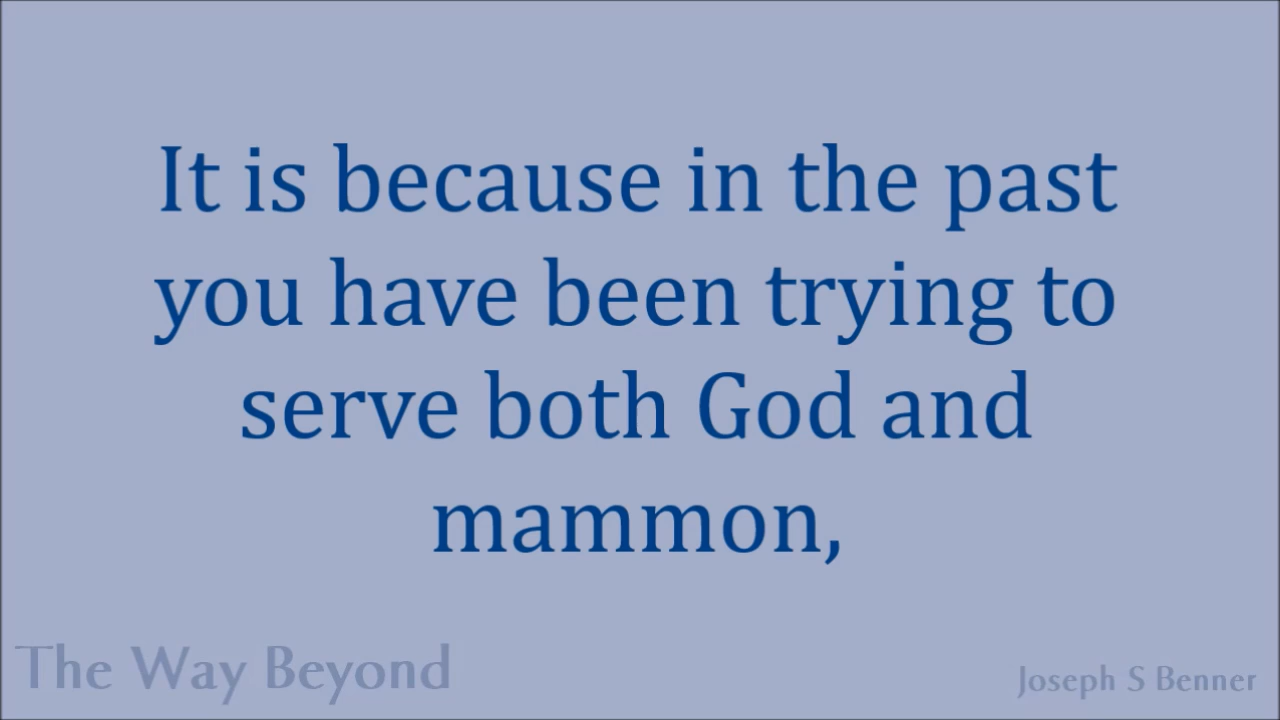 It is because in the past
you have been trying to
serve both God and
mammon,
The Way Beyond
Joseph S Benner